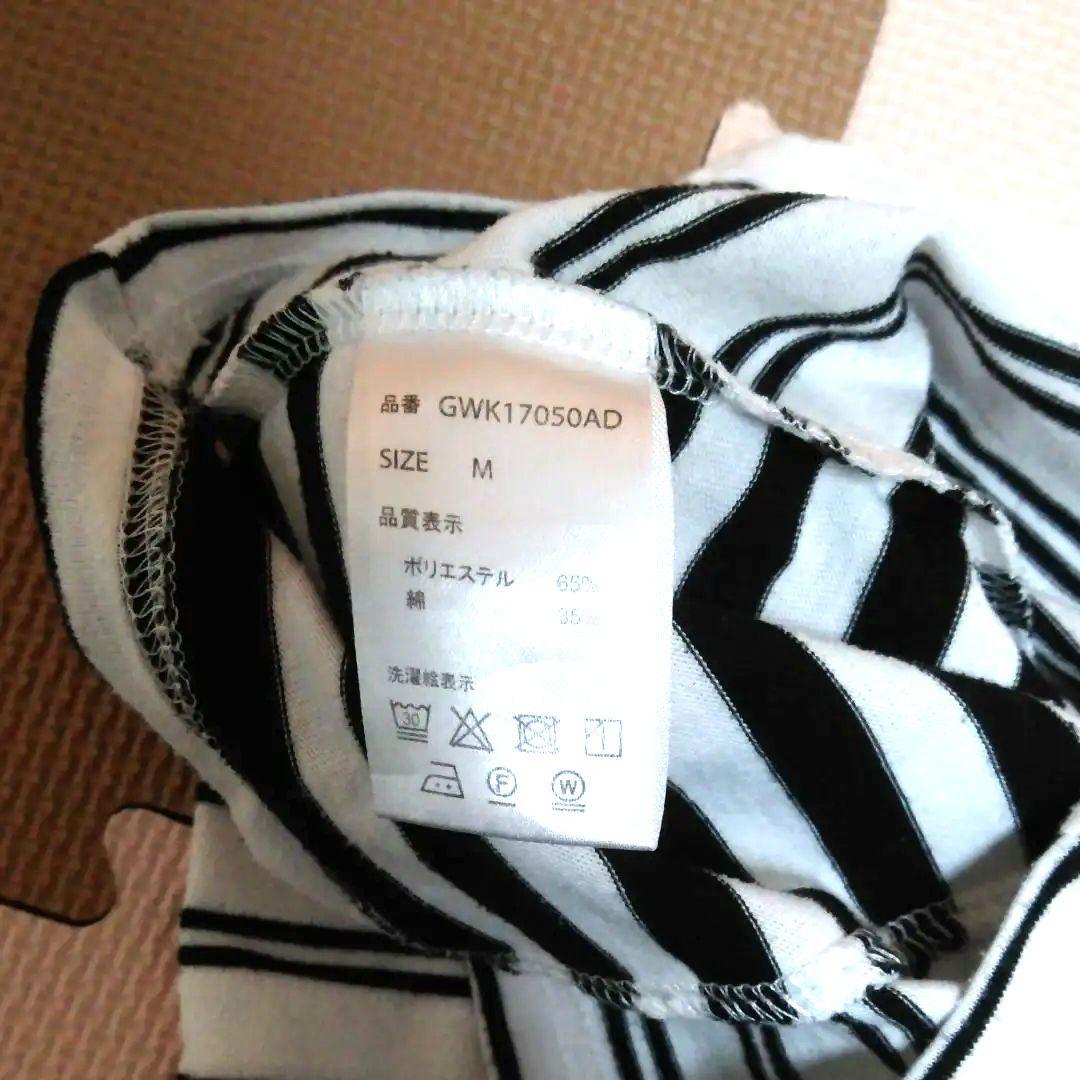 品番 GWK17050AD
SIZE M
品質表示
ポリエステル 65%
綿 35%
洗濯絵表示
30
F W